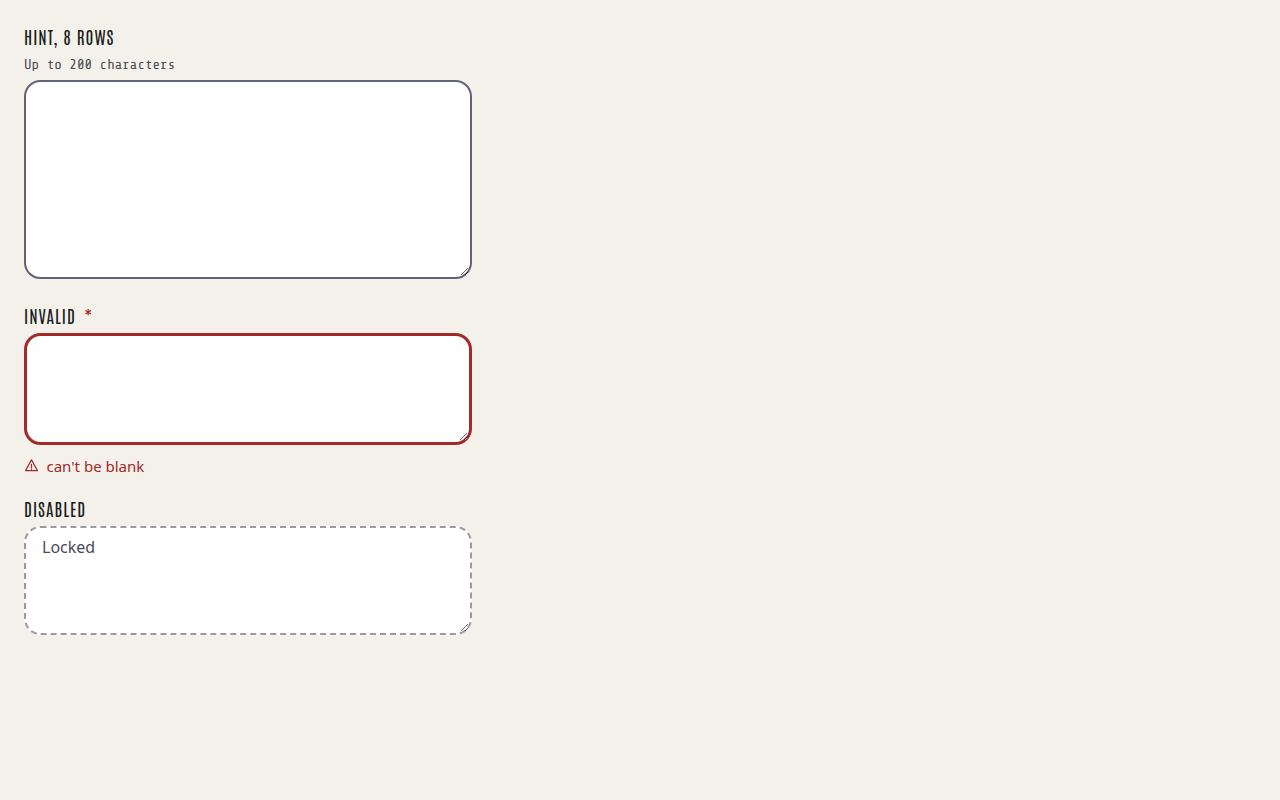 HINT, 8 ROWS
Up to 200 characters
INVALID *
can't be blank
DISABLED
Locked